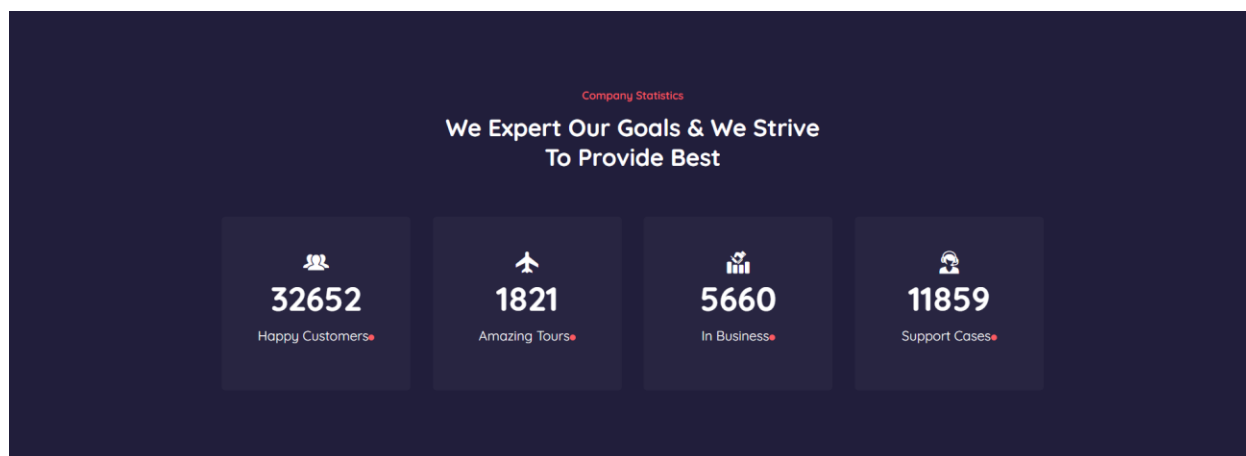 Company Statistics
We Expert Our Goals & We Strive
To Provide Best
32652
1821
5660
11859
Happy Customers
Amazing Tours
In Business
Support Cases